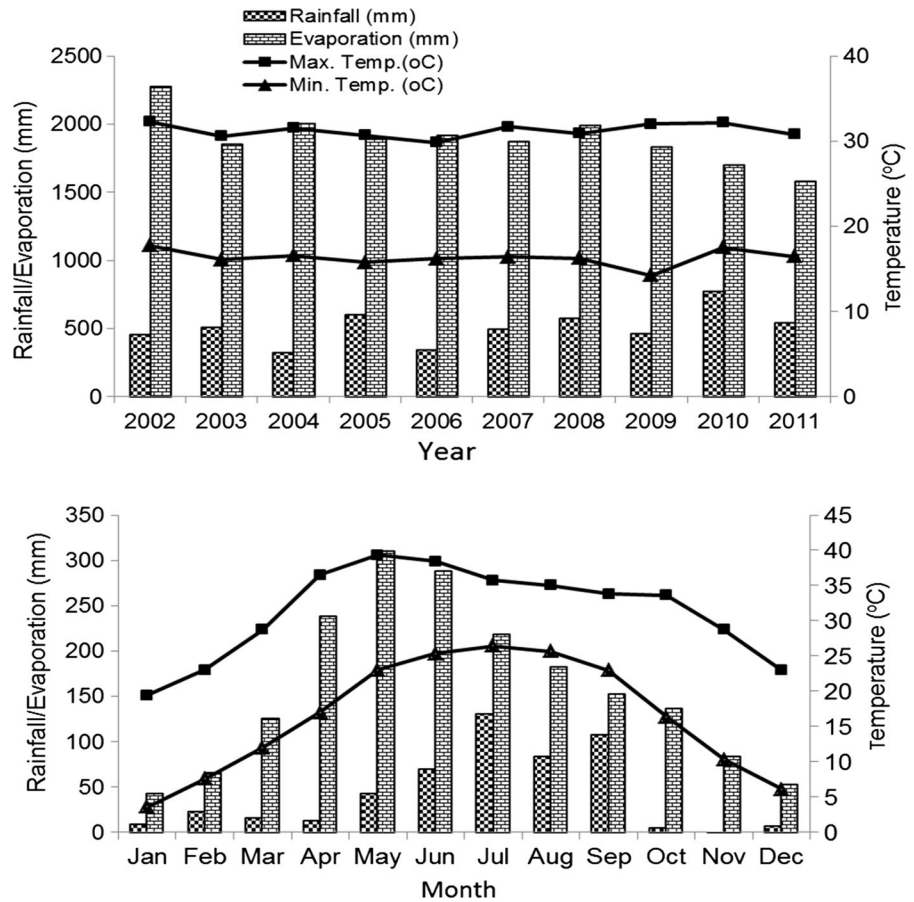 Rainfall (mm)
Evaporation (mm)
Max. Temp.(oC)
Min. Temp. (oC)
Rainfall/Evaporation (mm)
2500
2000
1500
1000
500
0
40
30
20
10
0
Temperature (ºC)
2002 2003 2004 2005 2006 2007 2008 2009 2010 2011
Year
Rainfall/Evaporation (mm)
350
300
250
200
150
100
50
0
45
40
35
30
25
20
15
10
5
0
Temperature (ºC)
Jan Feb Mar Apr May Jun Jul Aug Sep Oct Nov Dec
Month